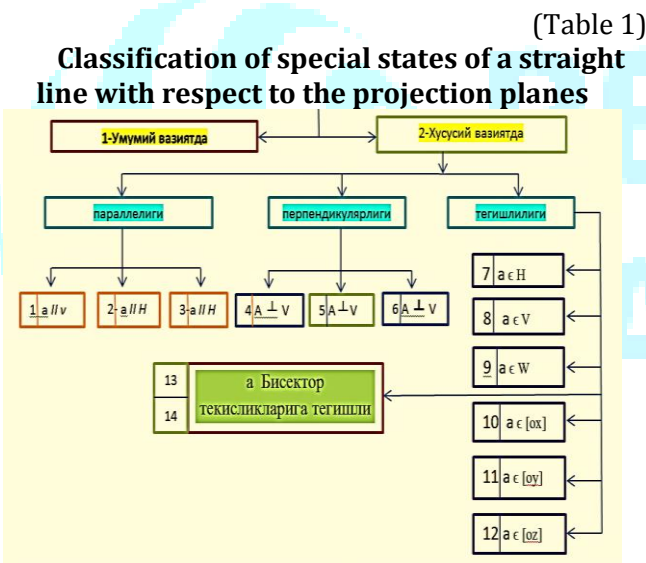 (Table 1)
Classification of special states of a straight
line with respect to the projection planes
1-Умумий вазиятда
2-Хусусий вазиятда
параллелиги
перпендикулярлиги
тегишлилиги
1 a // v
2- a // H
3-a // H
4 A ⊥ V
5 A ⊥ V
6 A ⊥ V
7 a ϵ H
8 a ϵ V
9 a ϵ W
10 a ϵ [ox]
11 a ϵ [oy]
12 a ϵ [oz]
13
14
а Бисектор
текисликларига тегишли